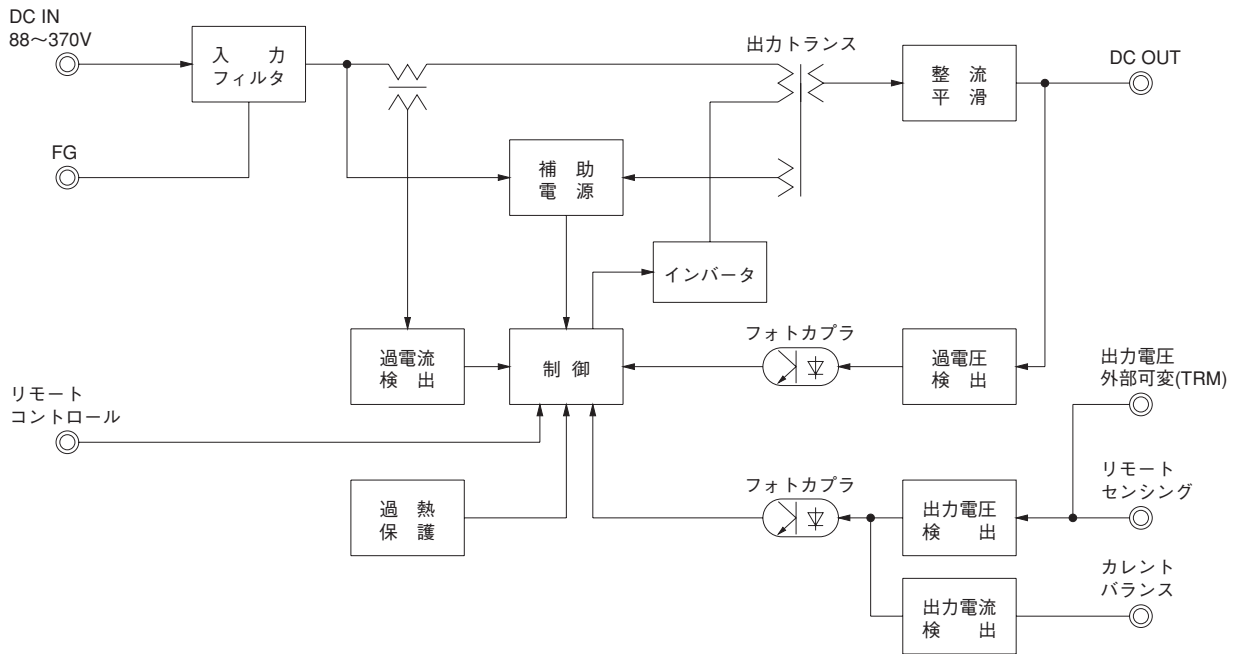 DC IN
88～370V
入　力
フィルタ
出力トランス
整　流
平　滑
DC OUT
FG
補　助
電　源
インバータ
過電流
検　出
制 御
フォトカプラ
過電圧
検　出
出力電圧
外部可変(TRM)
リモート
コントロール
過　熱
保　護
フォトカプラ
出力電圧
検　出
リモート
センシング
出力電流
検　出
カレント
バランス